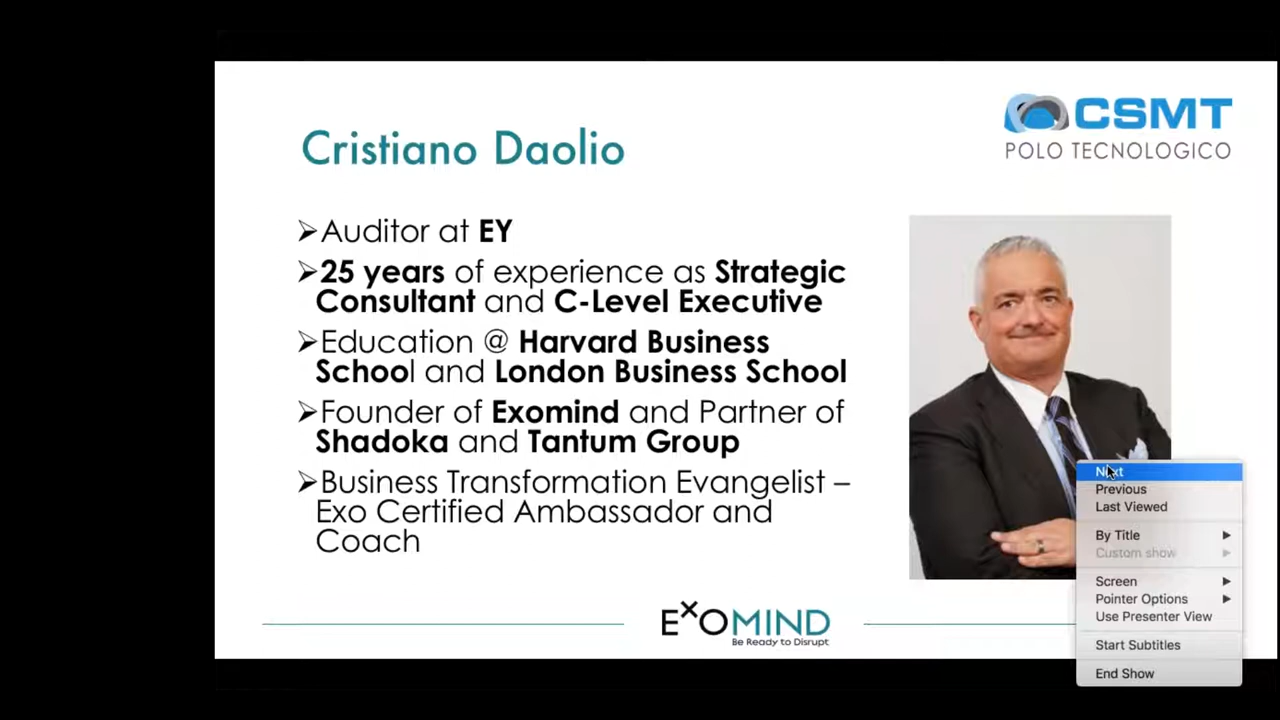 CSMT
POLO TECNOLOGICO
Cristiano Daolio
➢Auditor at EY
➢25 years of experience as Strategic
Consultant and C-Level Executive
➢Education @ Harvard Business
School and London Business School
➢Founder of Exomind and Partner of
Shadoka and Tantum Group
➢Business Transformation Evangelist –
Exo Certified Ambassador and
Coach
EXOMIND
Be Ready to Disrupt
Next
Previous
Last Viewed
By Title
Custom show
Screen
Pointer Options
Use Presenter View
Start Subtitles
End Show